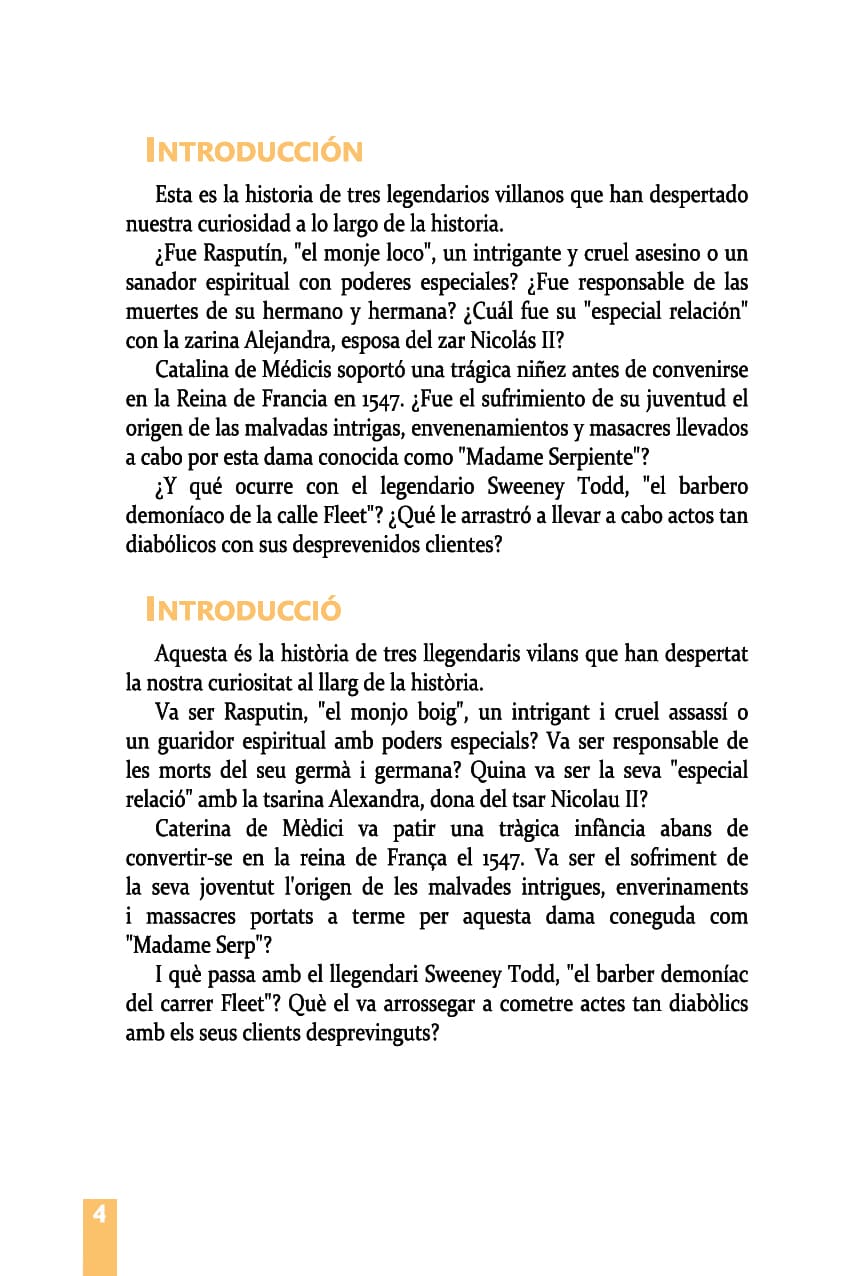 INTRODUCCIÓN
Esta es la historia de tres legendarios villanos que han despertado
nuestra curiosidad a lo largo de la historia.
¿Fue Rasputín, "el monje loco", un intrigante y cruel asesino o un
sanador espiritual con poderes especiales? ¿Fue responsable de las
muertes de su hermano y hermana? ¿Cuál fue su "especial relación"
con la zarina Alejandra, esposa del zar Nicolás II?
Catalina de Médicis soportó una trágica niñez antes de convenirse
en la Reina de Francia en 1547. ¿Fue el sufrimiento de su juventud el
origen de las malvadas intrigas, envenenamientos y masacres llevados
a cabo por esta dama conocida como "Madame Serpiente"?
¿Y qué ocurre con el legendario Sweeney Todd, "el barbero
demoníaco de la calle Fleet"? ¿Qué le arrastró a llevar a cabo actos tan
diabólicos con sus desprevenidos clientes?
INTRODUCCIÓ
Aquesta és la història de tres llegendaris vilans que han despertat
la nostra curiositat al llarg de la història.
Va ser Rasputin, "el monjo boig", un intrigant i cruel assassí o
un guaridor espiritual amb poders especials? Va ser responsable de
les morts del seu germà i germana? Quina va ser la seva "especial
relació" amb la tsarina Alexandra, dona del tsar Nicolau II?
Caterina de Mèdici va patir una tràgica infància abans de
convertir-se en la reina de França el 1547. Va ser el sofriment de
la seva joventut l'origen de les malvades intrigues, enverinaments
i massacres portats a terme per aquesta dama coneguda com
"Madame Serp"?
I què passa amb el llegendari Sweeney Todd, "el barber demoníac
del carrer Fleet"? Què el va arrossegar a cometre actes tan diabòlics
amb els seus clients desprevinguts?
4